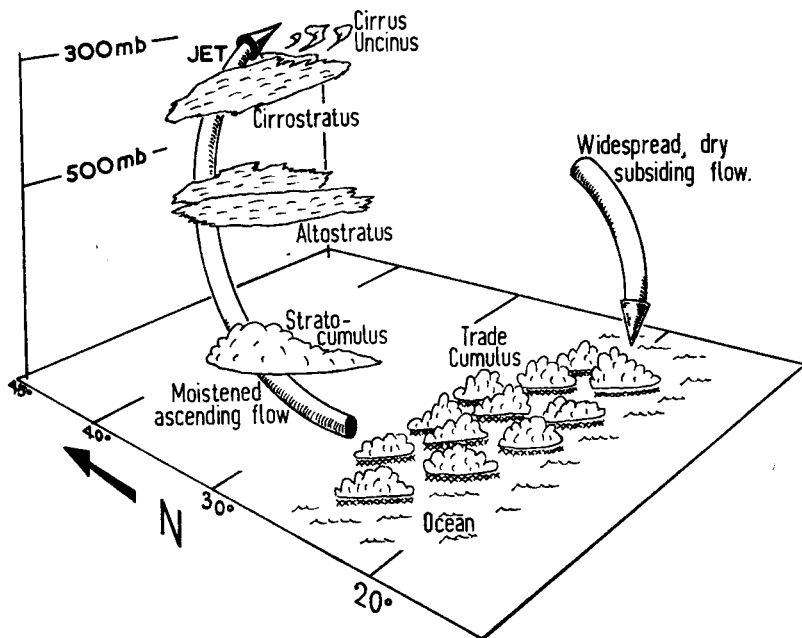 300mb
JET
Cirrus
Uncinus
Cirrostratus
500mb
Widespread, dry
subsiding flow.
Altostratus
Strato-
cumulus
Trade
Cumulus
Moistened
ascending flow
45°
40°
30°
N
Ocean
20°